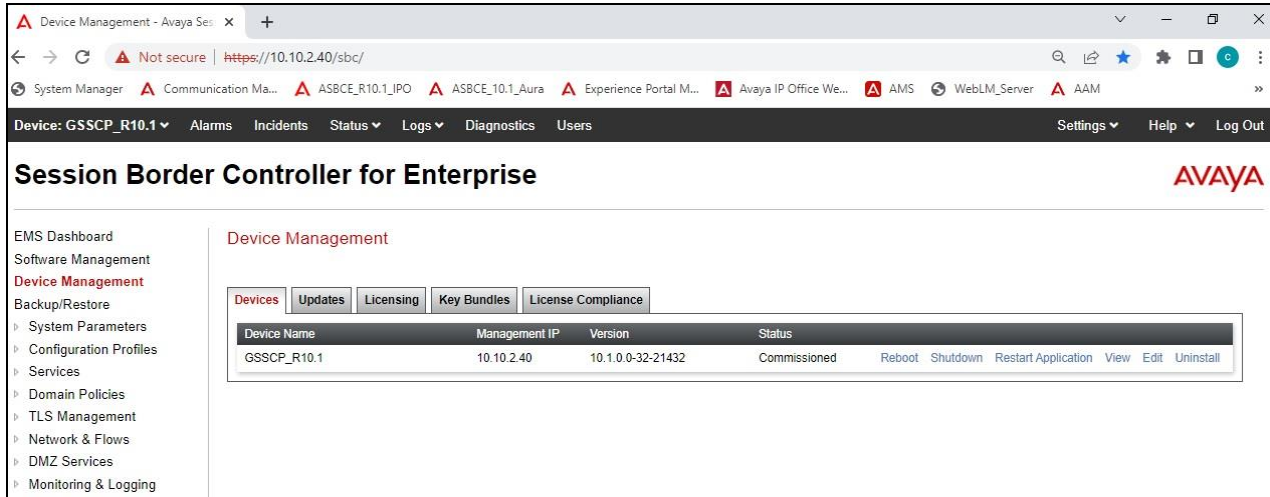 Device Management - Avaya Ses
Not secure https://10.10.2.40/sbc/
System Manager Communication Ma... ASBCE_R10.1_IPO ASBCE_10.1_Aura Experience Portal M... Avaya IP Office We... AMS WebLM_Server AAM »
Device: GSSCP_R10.1 Alarms Incidents Status Logs Diagnostics Users Settings Help Log Out
Session Border Controller for Enterprise AVAYA
EMS Dashboard
Software Management
Device Management
Backup/Restore
System Parameters
Configuration Profiles
Services
Domain Policies
TLS Management
Network & Flows
DMZ Services
Monitoring & Logging
Device Management
Devices Updates Licensing Key Bundles License Compliance
Device Name Management IP Version Status
GSSCP_R10.1 10.10.2.40 10.1.0.0-32-21432 Commissioned Reboot Shutdown Restart Application View Edit Uninstall